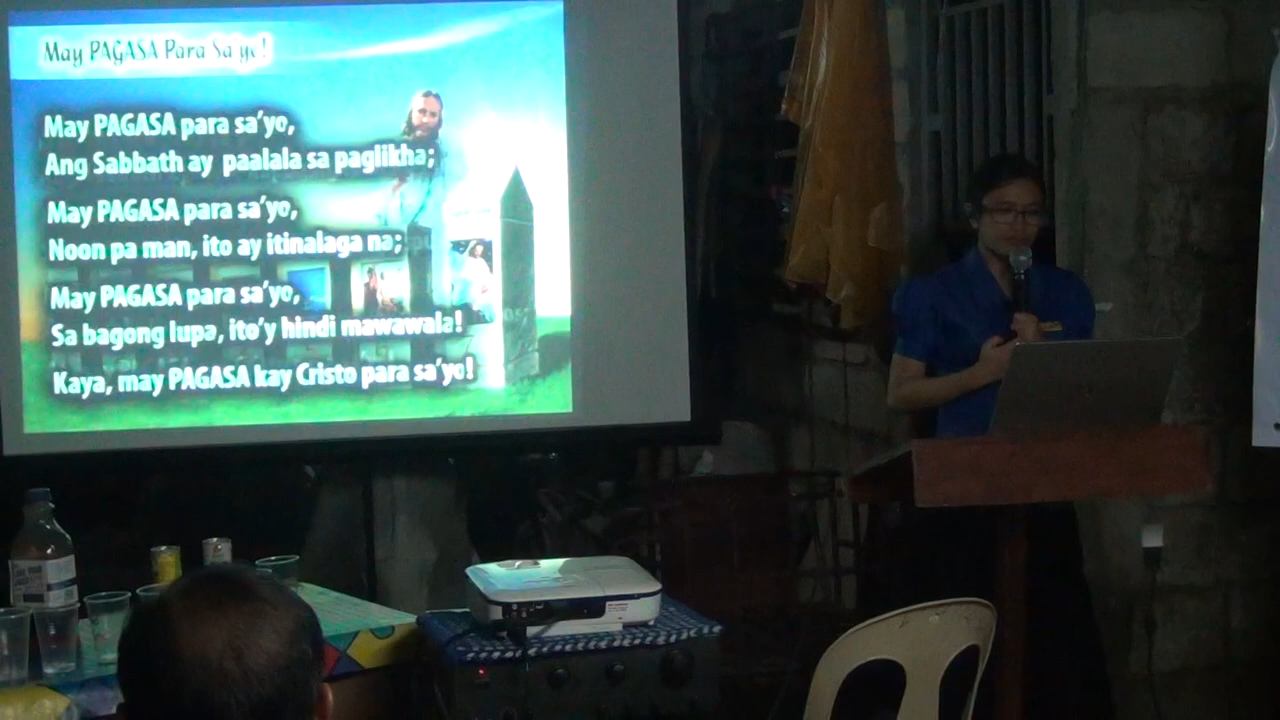 May PAGASA Para Sa'yo!
May PAGASA para sa'yo,
Ang Sabbath ay paalala sa paglikha;
May PAGASA para sa'yo,
Noon pa man, ito ay itinalaga na;
May PAGASA para sa'yo,
Sa bagong lupa, ito'y hindi mawawala!
Kaya, may PAGASA kay Cristo para sa'yo!